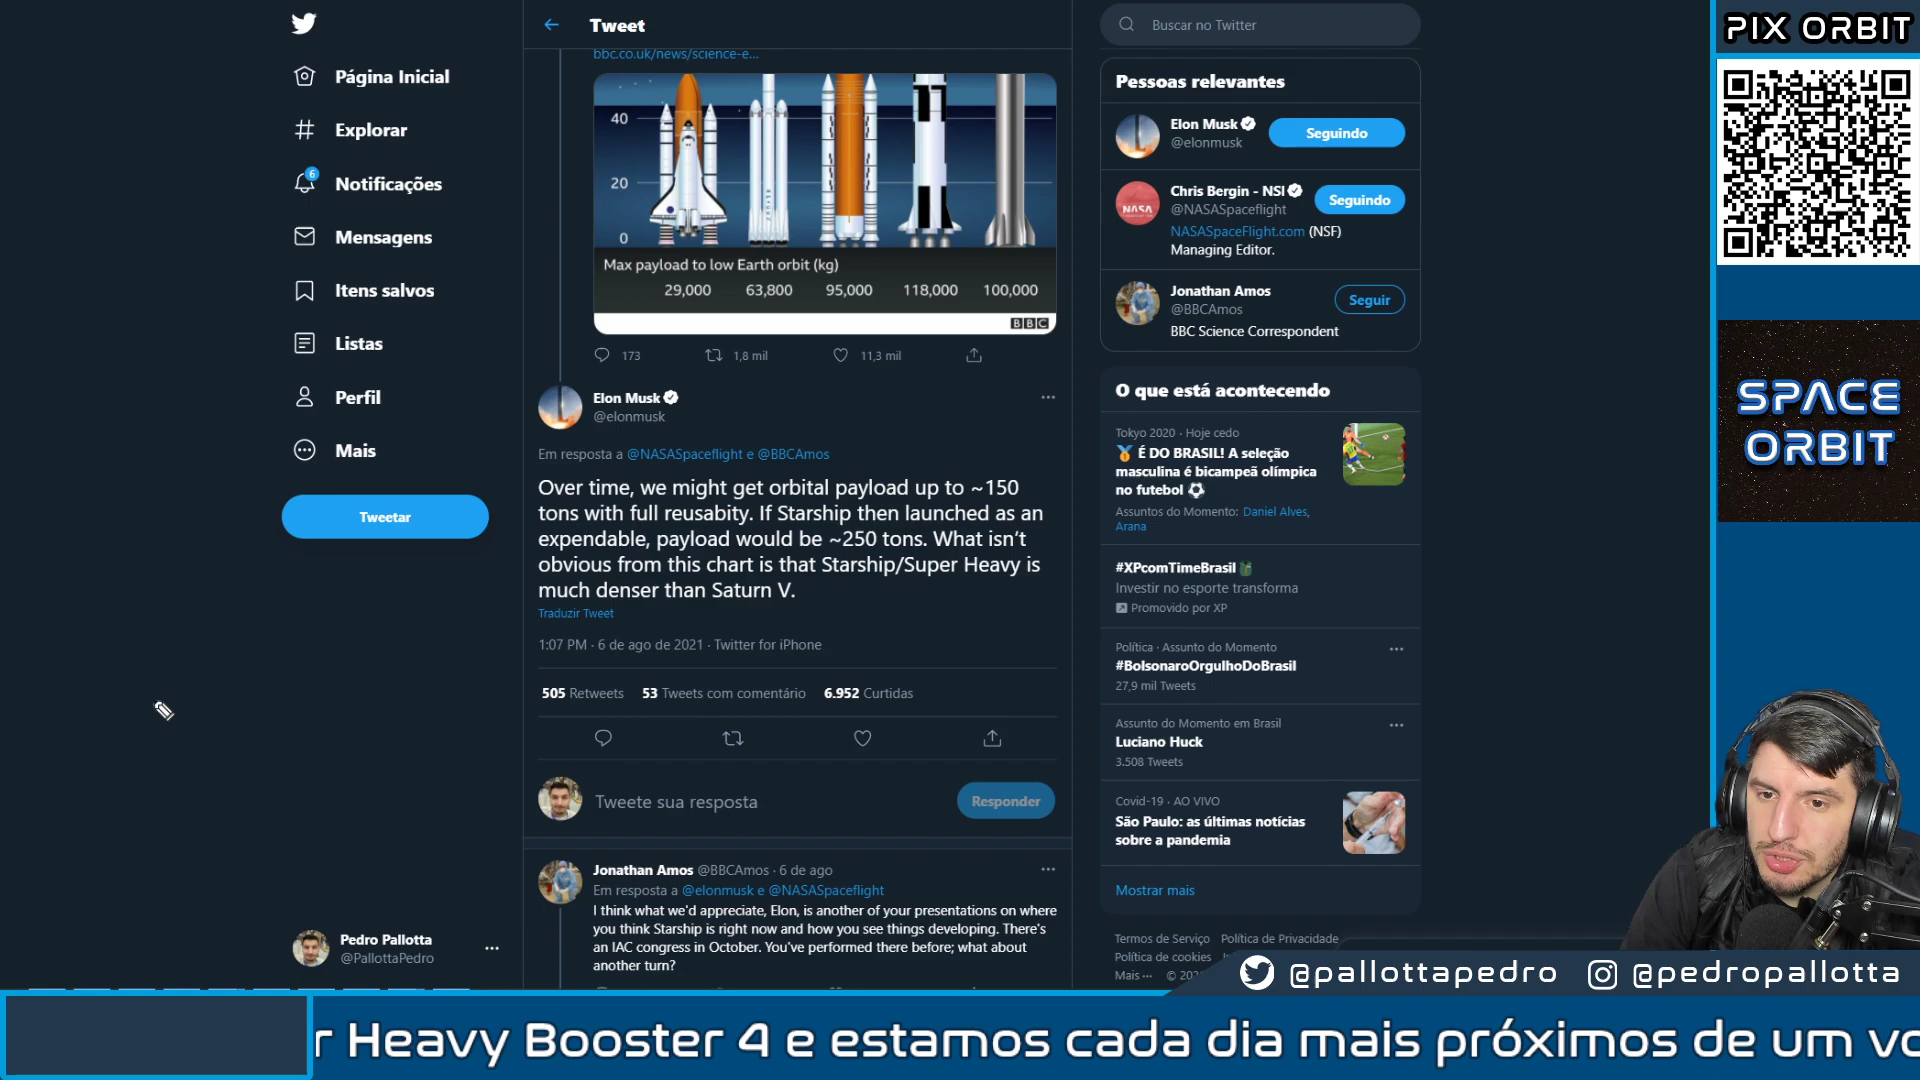 Página Inicial
Explorar
6
Notificações
Mensagens
Itens salvos
Listas
Perfil
Mais
Tweetar
Pedro Pallotta
@PallottaPedro
Tweet
bbc.co.uk/news/science-e...
40
20
0
Max payload to low Earth orbit (kg)
29,000 63,800 95,000 118,000 100,000
BBC
173 1,8 mil 11,3 mil
Elon Musk
@elonmusk
Em resposta a @NASASpaceflight e @BBCAmos
Over time, we might get orbital payload up to ~150
tons with full reusabity. If Starship then launched as an
expendable, payload would be ~250 tons. What isn't
obvious from this chart is that Starship/Super Heavy is
much denser than Saturn V.
Traduzir Tweet
1:07 PM · 6 de ago de 2021 · Twitter for iPhone
505 Retweets 53 Tweets com comentário 6.952 Curtidas
Tweete sua resposta
Responder
Jonathan Amos @BBCAmos · 6 de ago
Em resposta a @elonmusk e @NASASpaceflight
I think what we'd appreciate, Elon, is another of your presentations on where
you think Starship is right now and how you see things developing. There's
an IAC congress in October. You've performed there before; what about
another turn?
Buscar no Twitter
Pessoas relevantes
Elon Musk
@elonmusk
Seguindo
NASA
Chris Bergin - NSF
@NASASpaceflight
Seguindo
NASASpaceFlight.com (NSF)
Managing Editor.
Jonathan Amos
@BBCAmos
Seguir
BBC Science Correspondent
O que está acontecendo
Tokyo 2020 · Hoje cedo
É DO BRASIL! A seleção
masculina é bicampeã olímpica
no futebol
Assuntos do Momento: Daniel Alves,
Arana
#XPcomTimeBrasil
Investir no esporte transforma
Promovido por XP
Política · Assunto do Momento
#BolsonaroOrgulhoDoBrasil
27,9 mil Tweets
Assunto do Momento em Brasil
Luciano Huck
3.508 Tweets
Covid-19 · AO VIVO
São Paulo: as últimas notícias
sobre a pandemia
Mostrar mais
Termos de Serviço Política de Privacidade
Política de cookies
Mais
PIX ORBIT
SPACE
ORBIT
@pallottapedro @pedropallotta
r Heavy Booster 4 e estamos cada dia mais próximos de um vo